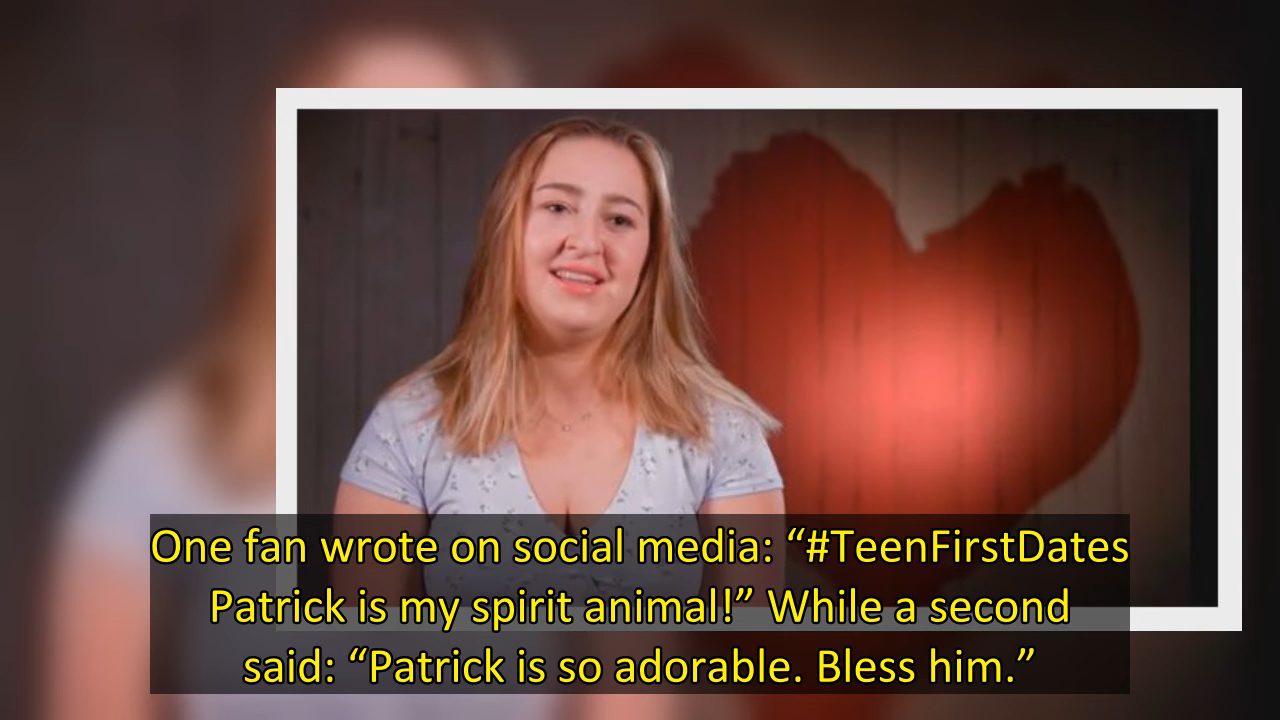 One fan wrote on social media: “#TeenFirstDates
Patrick is my spirit animal!” While a second
said: “Patrick is so adorable. Bless him.”